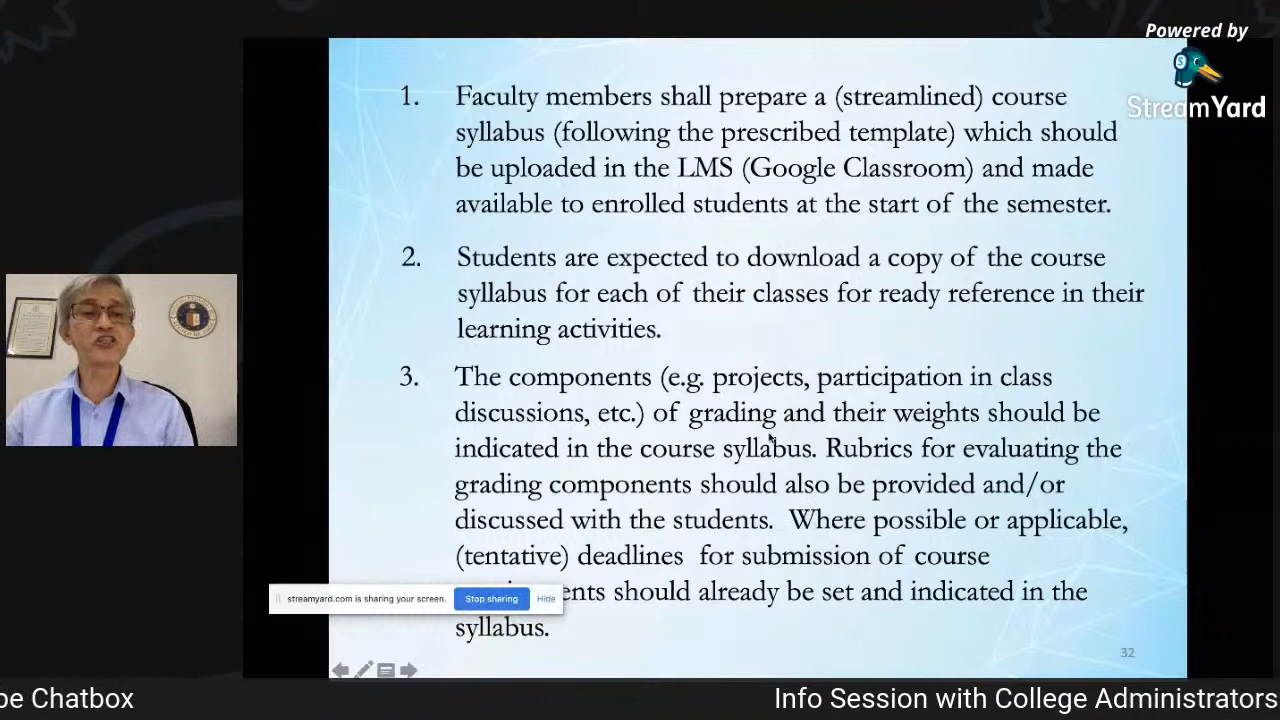 Powered by
StreamYard
1. Faculty members shall prepare a (streamlined) course
syllabus (following the prescribed template) which should
be uploaded in the LMS (Google Classroom) and made
available to enrolled students at the start of the semester.
2. Students are expected to download a copy of the course
syllabus for each of their classes for ready reference in their
learning activities.
3. The components (e.g. projects, participation in class
discussions, etc.) of grading and their weights should be
indicated in the course syllabus. Rubrics for evaluating the
grading components should also be provided and/or
discussed with the students. Where possible or applicable,
(tentative) deadlines for submission of course
ents should already be set and indicated in the
syllabus.
streamyard.com is sharing your screen. Stop sharing Hide
32
be Chatbox Info Session with College Administrators